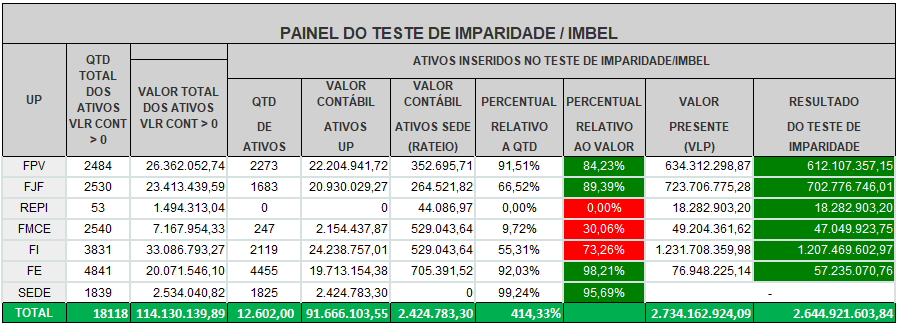 PAINEL DO TESTE DE IMPARIDADE / IMBEL
UP
QTD TOTAL DOS ATIVOS VLR CONT > 0
VALOR TOTAL DOS ATIVOS VLR CONT > 0
ATIVOS INSERIDOS NO TESTE DE IMPARIDADE/IMBEL
QTD DE ATIVOS
VALOR CONTÁBIL ATIVOS UP
VALOR CONTÁBIL ATIVOS SEDE (RATEIO)
PERCENTUAL RELATIVO A QTD
PERCENTUAL RELATIVO AO VALOR
VALOR PRESENTE (VLP)
RESULTADO DO TESTE DE IMPARIDADE
FPV 2484 26.362.052,74 2273 22.204.941,72 352.695,71 91,51% 84,23% 634.312.298,87 612.107.357,15
FJF 2530 23.413.439,59 1683 20.930.029,27 264.521,82 66,52% 89,39% 723.706.775,28 702.776.746,01
REPI 53 1.494.313,04 0 0 44.086,97 0,00% 0,00% 18.282.903,20 18.282.903,20
FMCE 2540 7.167.954,33 247 2.154.437,87 529.043,64 9,72% 30,06% 49.204.361,62 47.049.923,75
FI 3831 33.086.793,27 2119 24.238.757,01 529.043,64 55,31% 73,26% 1.231.708.359,98 1.207.469.602,97
FE 4841 20.071.546,10 4455 19.713.154,38 705.391,52 92,03% 98,21% 76.948.225,14 57.235.070,76
SEDE 1839 2.534.040,82 1825 2.424.783,30 0 99,24% 95,69% -
TOTAL 18118 114.130.139,89 12.602,00 91.666.103,55 2.424.783,30 414,33% 2.734.162.924,09 2.644.921.603,84